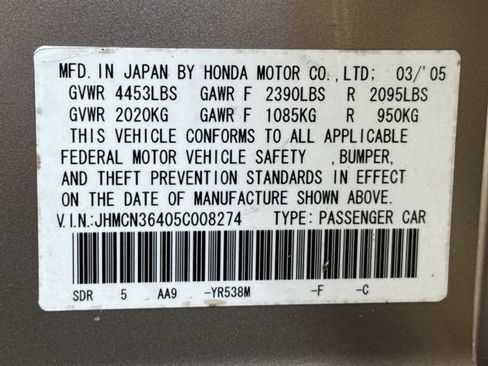 MFD. IN JAPAN BY HONDA MOTOR CO., LTD; 03/'05
GVWR 4453LBS GAWR F 2390LBS R 2095LBS
GVWR 2020KG GAWR F 1085KG R 950KG
THIS VEHICLE CONFORMS TO ALL APPLICABLE
FEDERAL MOTOR VEHICLE SAFETY ,BUMPER,
AND THEFT PREVENTION STANDARDS IN EFFECT
ON THE DATE OF MANUFACTURE SHOWN ABOVE.
V.I.N:JHMCN36405C008274 TYPE: PASSENGER CAR
SDR 5 AA9 -YR538M -F -C